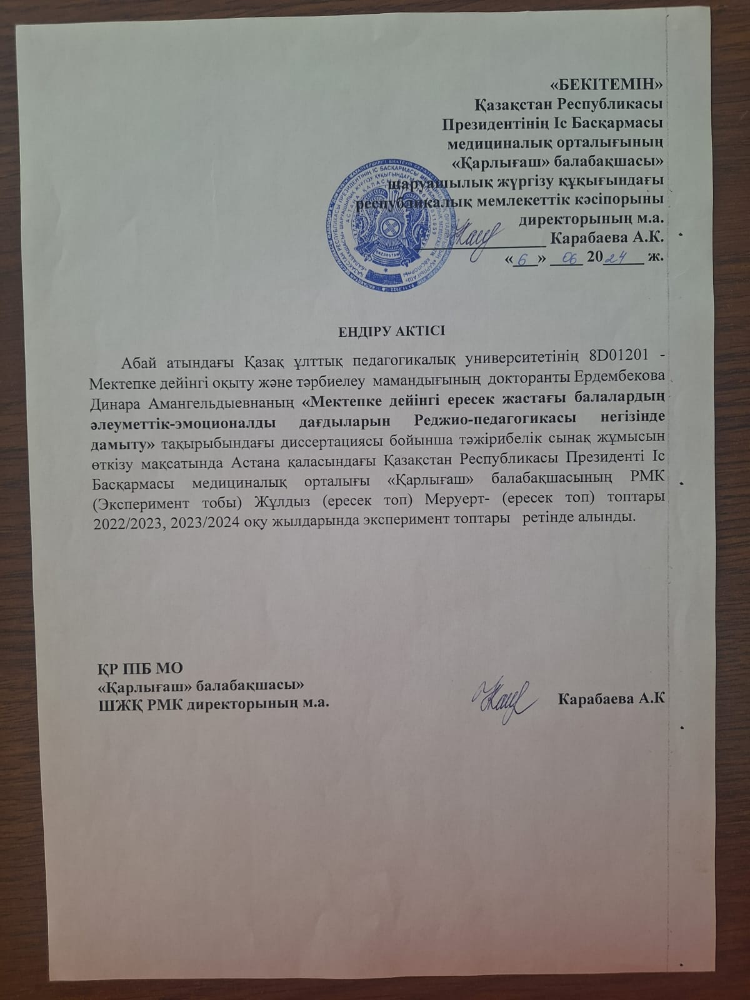 «БЕКІТЕМІН»
Қазақстан Республикасы
Президентінің Іс Басқармасы
медициналық орталығының
«Қарлығаш» балабақшасы»
шаруашылық жүргізу құқығындағы
республикалық мемлекеттік кәсіпорыны
директорының м.а.
Карабаева А.К.
«6» 06 2024 ж.
ЕНДІРУ АКТІСІ
Абай атындағы Қазақ ұлттық педагогикалық университетінің 8D01201 -
Мектепке дейінгі оқыту және тәрбиелеу мамандығының докторанты Ердембекова
Динара Амангельдыевнаның «Мектепке дейінгі ересек жастағы балалардың
әлеуметтік-эмоционалды дағдыларын Реджио-педагогикасы негізінде
дамыту» тақырыбындағы диссертациясы бойынша тәжірибелік сынақ жұмысын
өткізу мақсатында Астана қаласындағы Қазақстан Республикасы Президенті Іс
Басқармасы медициналық орталығы «Қарлығаш» балабақшасының РМК
(Эксперимент тобы) Жұлдыз (ересек топ) Меруерт- (ересек топ) топтары
2022/2023, 2023/2024 оқу жылдарында эксперимент топтары ретінде алынды.
ҚР ПІБ МО
«Қарлығаш» балабақшасы»
ШЖҚ РМК директорының м.а.
Карабаева А.К